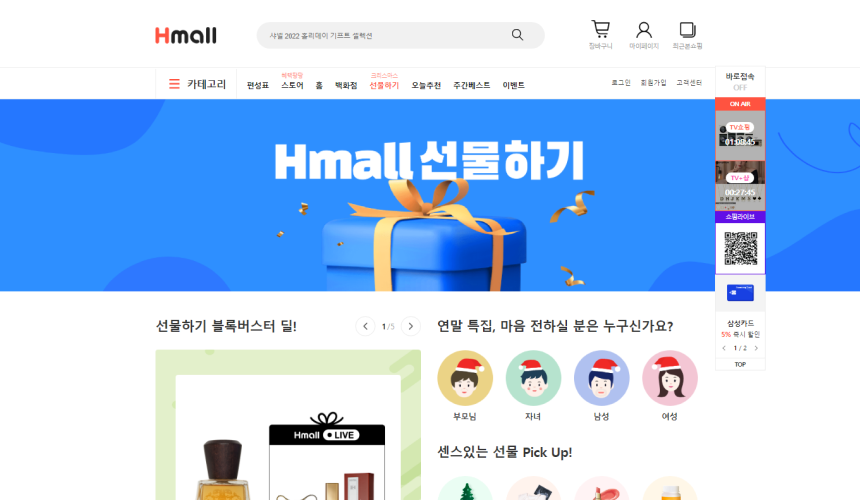 Hmall
샤넬 2022 홀리데이 기프트 컬렉션
장바구니
마이페이지
최근본쇼핑
카테고리
편성표
백백팡팡
스토어
홈
백화점
크리스마스
선물하기
오늘추천
주간베스트
이벤트
로그인
회원가입
고객센터
바로접속
OFF
ON AIR
TV쇼핑
01:08:45
TV+샵
00:27:45
쇼핑라이브
삼성카드
5% 즉시 할인
1 / 2
TOP
Hmall 선물하기
선물하기 블록버스터 딜!
1/5
Hmall LIVE
연말 특집, 마음 전하실 분은 누구신가요?
부모님
자녀
남성
여성
센스있는 선물 Pick Up!